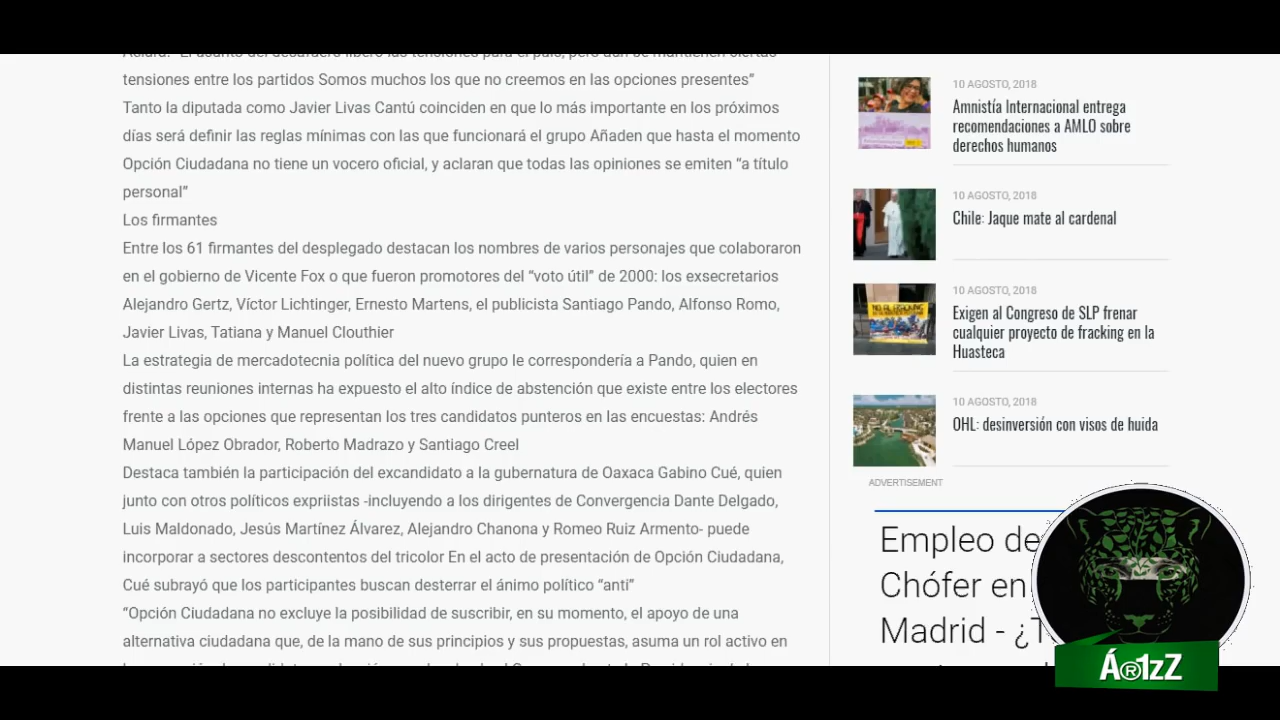 tensiones entre los partidos Somos muchos los que no creemos en las opciones presentes”
Tanto la diputada como Javier Livas Cantú coinciden en que lo más importante en los próximos
días será definir las reglas mínimas con las que funcionará el grupo Añaden que hasta el momento
Opción Ciudadana no tiene un vocero oficial, y aclaran que todas las opiniones se emiten “a título
personal”
Los firmantes
Entre los 61 firmantes del desplegado destacan los nombres de varios personajes que colaboraron
en el gobierno de Vicente Fox o que fueron promotores del “voto útil” de 2000: los exsecretarios
Alejandro Gertz, Víctor Lichtinger, Ernesto Martens, el publicista Santiago Pando, Alfonso Romo,
Javier Livas, Tatiana y Manuel Clouthier
La estrategia de mercadotecnia política del nuevo grupo le correspondería a Pando, quien en
distintas reuniones internas ha expuesto el alto índice de abstención que existe entre los electores
frente a las opciones que representan los tres candidatos punteros en las encuestas: Andrés
Manuel López Obrador, Roberto Madrazo y Santiago Creel
Destaca también la participación del excandidato a la gubernatura de Oaxaca Gabino Cué, quien
junto con otros políticos expriistas -incluyendo a los dirigentes de Convergencia Dante Delgado,
Luis Maldonado, Jesús Martínez Álvarez, Alejandro Chanona y Romeo Ruiz Armento- puede
incorporar a sectores descontentos del tricolor En el acto de presentación de Opción Ciudadana,
Cué subrayó que los participantes buscan desterrar el ánimo político “anti”
“Opción Ciudadana no excluye la posibilidad de suscribir, en su momento, el apoyo de una
alternativa ciudadana que, de la mano de sus principios y sus propuestas, asuma un rol activo en
10 AGOSTO, 2018
Amnistía Internacional entrega
recomendaciones a AMLO sobre
derechos humanos
10 AGOSTO, 2018
Chile: Jaque mate al cardenal
10 AGOSTO, 2018
Exigen al Congreso de SLP frenar
cualquier proyecto de fracking en la
Huasteca
10 AGOSTO, 2018
OHL: desinversión con visos de huida
ADVERTISEMENT
Empleo de
Chófer en
Madrid - ¿T
Á®1zZ